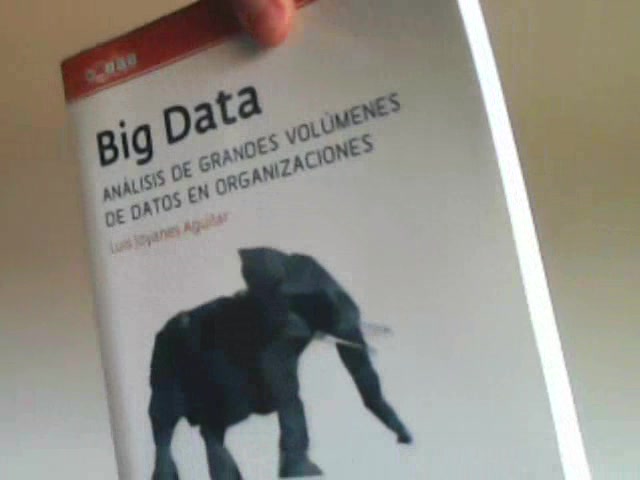 Big Data
ANÁLISIS DE GRANDES VOLÚMENES
DE DATOS EN ORGANIZACIONES
Luis Joyanes Aguilar